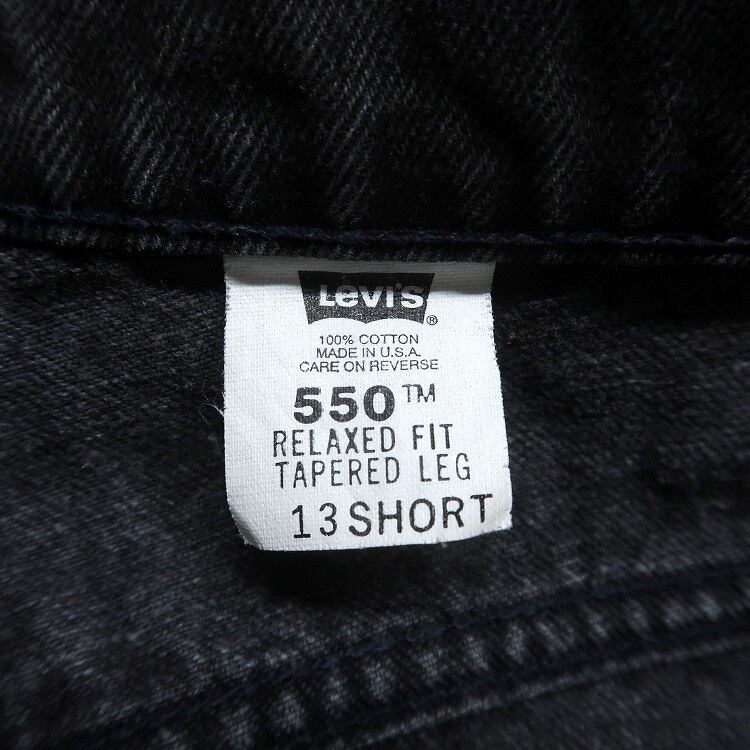 Levi's ®
100% COTTON
MADE IN U.S.A.
CARE ON REVERSE
550™
RELAXED FIT
TAPERED LEG
13 SHORT